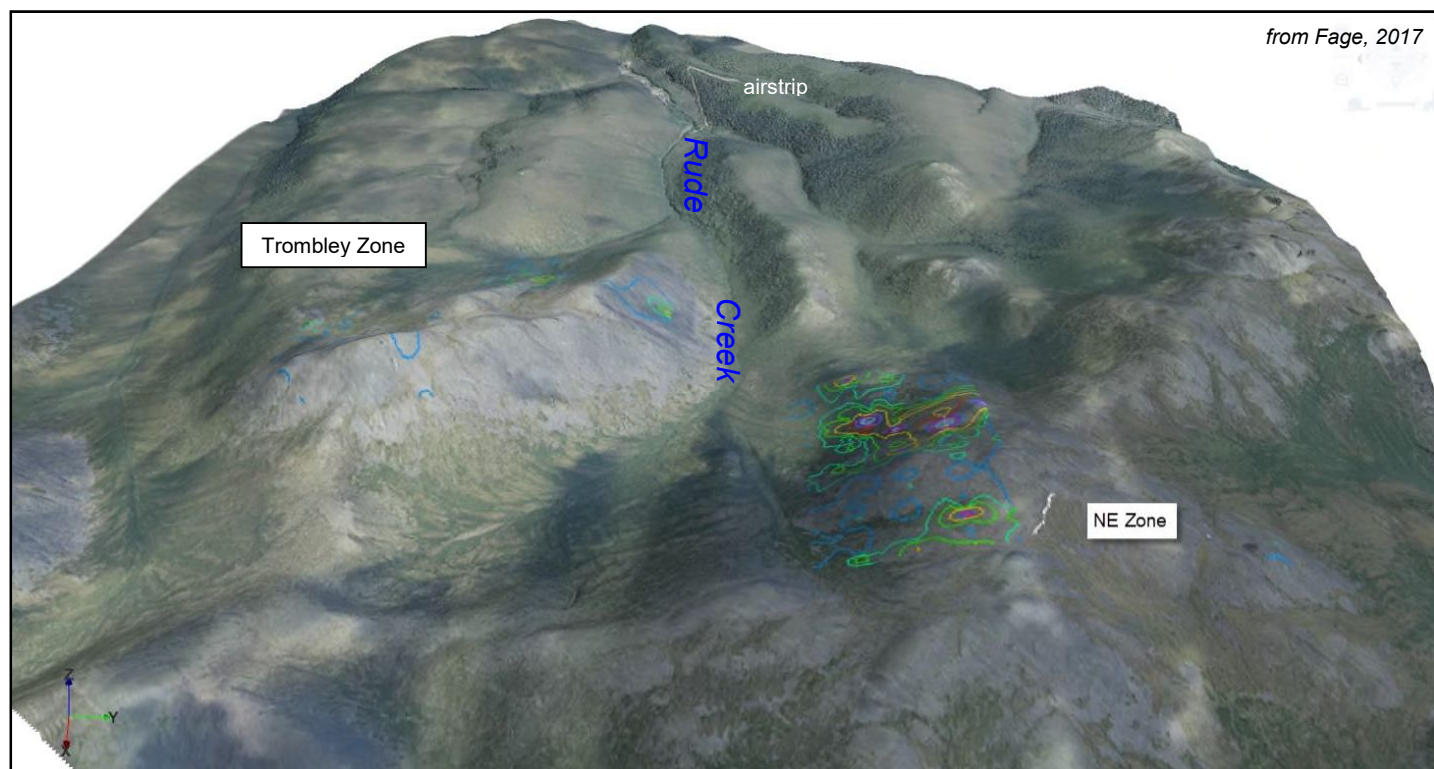 from Fage, 2017
airstrip
Rude
Trombley Zone
Creek
NE Zone
Z
Y
X